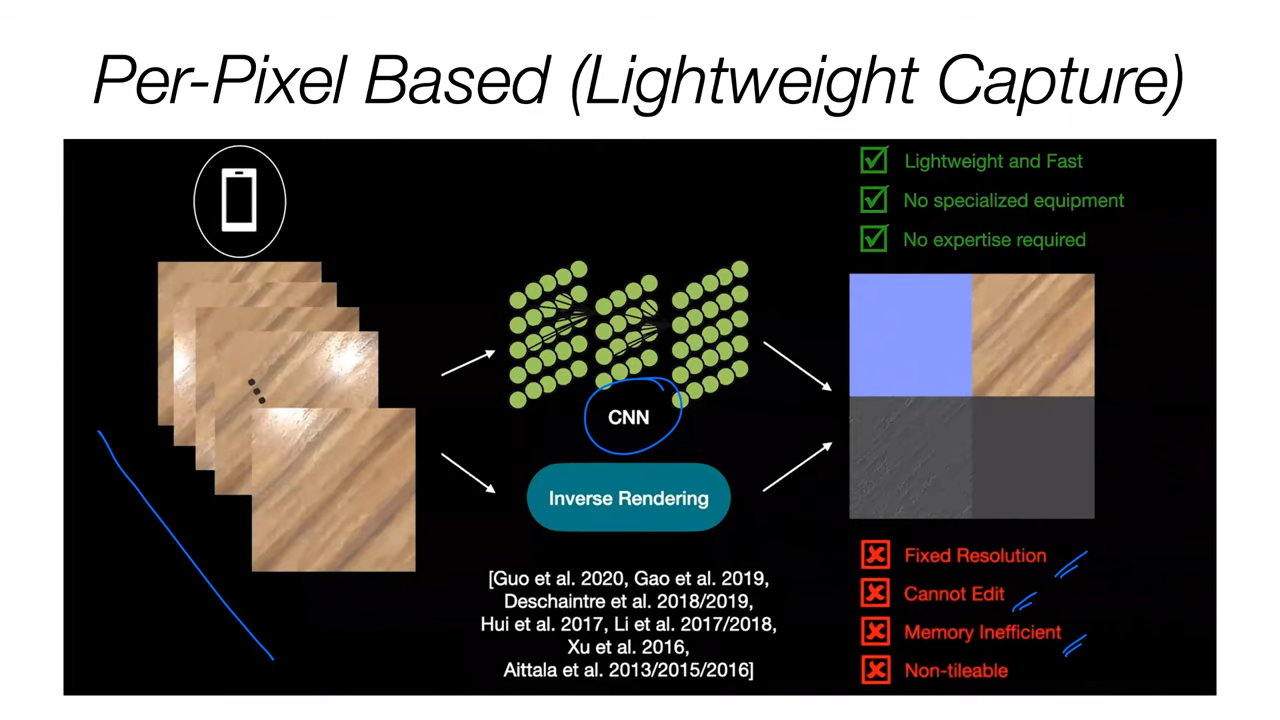 Per-Pixel Based (Lightweight Capture)
Lightweight and Fast
No specialized equipment
No expertise required
CNN
Inverse Rendering
[Guo et al. 2020, Gao et al. 2019,
Deschaintre et al. 2018/2019,
Hui et al. 2017, Li et al. 2017/2018,
Xu et al. 2016,
Aittala et al. 2013/2015/2016]
Fixed Resolution
Cannot Edit
Memory Inefficient
Non-tileable